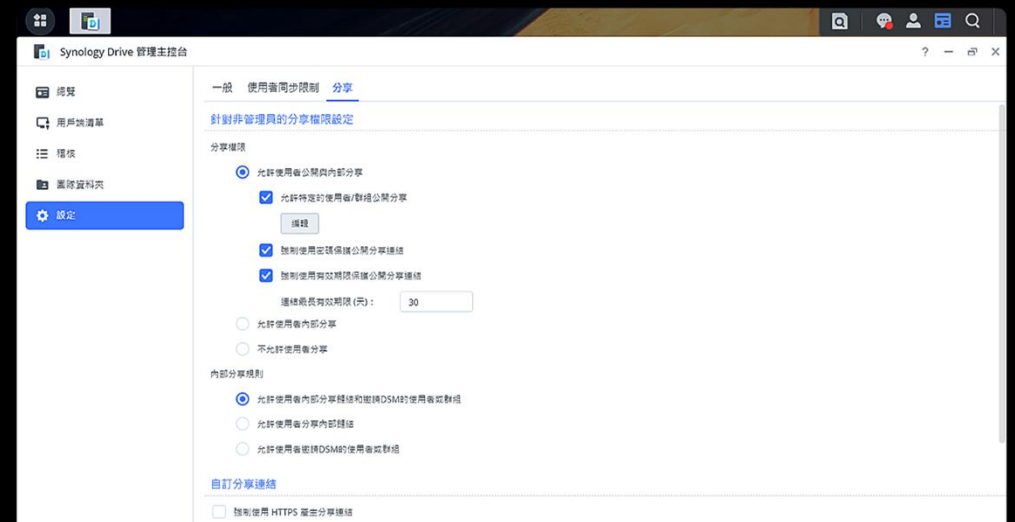 Synology Drive 管理主控台
總覽
用戶端清單
稽核
團隊資料夾
設定
一般 使用者同步限制 分享
針對非管理員的分享權限設定
分享權限
允許使用者公開與內部分享
允許特定的使用者/群組公開分享
編輯
強制使用密碼保護公開分享連結
強制使用有效期限保護公開分享連結
連結最長有效期限 (天)： 30
允許使用者內部分享
不允許使用者分享
內部分享規則
允許使用者內部分享鏈結和邀請DSM的使用者或群組
允許使用者分享內部鏈結
允許使用者邀請DSM的使用者或群組
自訂分享連結
強制使用 HTTPS 產生分享連結